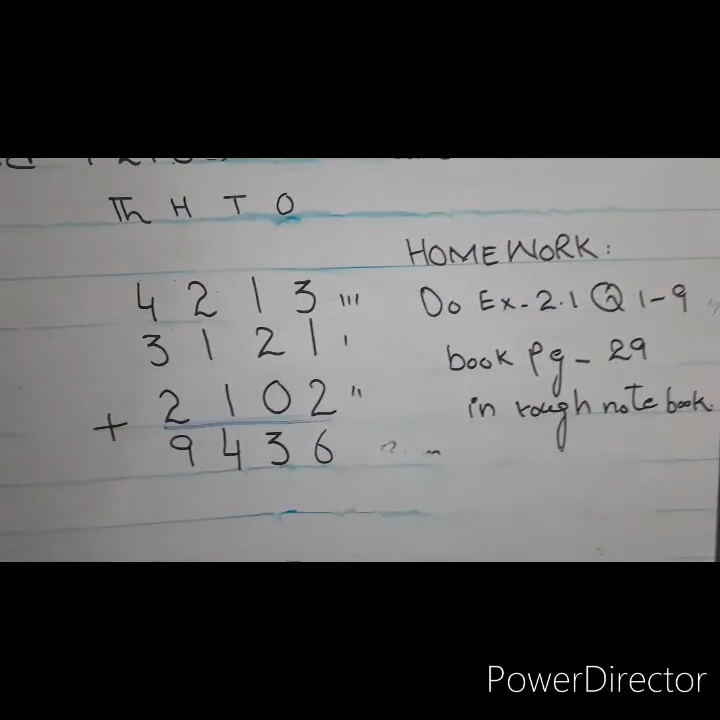 Th H T O
4 2 1 3 '''
3 1 2 1 '
+ 2 1 0 2 ''
9 4 3 6
HOMEWORK:
Do Ex-2.1 Q 1-9
book pg-29
in rough note book.
PowerDirector